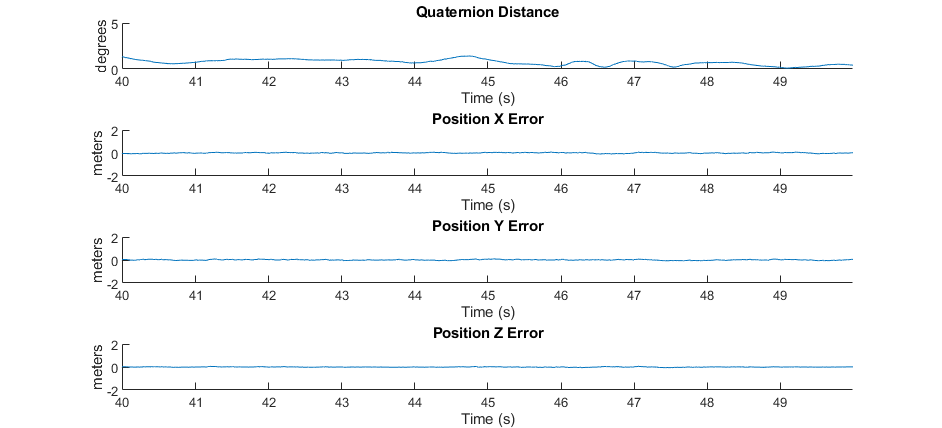 Quaternion Distance
5
0
degrees
40 41 42 43 44 45 46 47 48 49
Time (s)
Position X Error
2
0
-2
meters
40 41 42 43 44 45 46 47 48 49
Time (s)
Position Y Error
2
0
-2
meters
40 41 42 43 44 45 46 47 48 49
Time (s)
Position Z Error
2
0
-2
meters
40 41 42 43 44 45 46 47 48 49
Time (s)